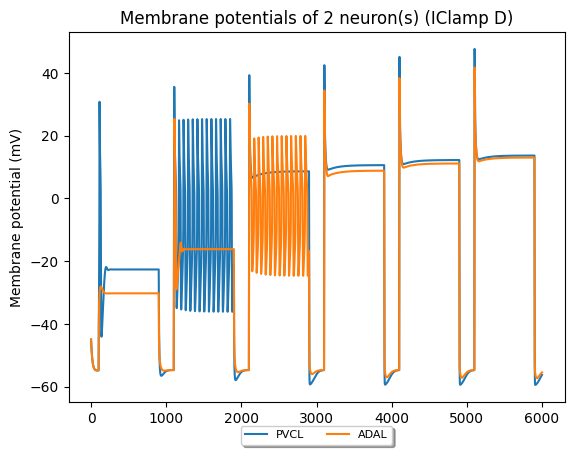 Membrane potentials of 2 neuron(s) (IClamp D)
Membrane potential (mV)
40
20
0
−20
−40
−60
0 1000 2000 3000 4000 5000 6000
PVCL ADAL